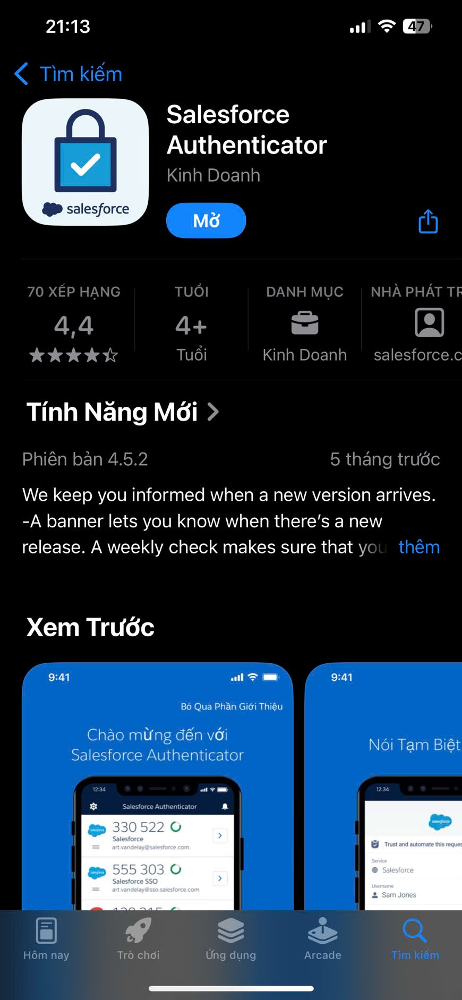 21:13
47
Tìm kiếm
salesforce
Salesforce
Authenticator
Kinh Doanh
Mở
70 XẾP HẠNG
4,4
TUỔI
4+
Tuổi
DANH MỤC
Kinh Doanh
NHÀ PHÁT TR
salesforce.c
Tính Năng Mới
Phiên bản 4.5.2
5 tháng trước
We keep you informed when a new version arrives.
-A banner lets you know when there's a new
release. A weekly check makes sure that you
thêm
Xem Trước
9:41
Bỏ Qua Phần Giới Thiệu
Chào mừng đến với
Salesforce Authenticator
12:34
Salesforce Authenticator
salesforce
330 522
Salesforce
art.vandelay@salesforce.com
salesforce
555 303
Salesforce SSO
art.vandelay@sso.salesforce.com
9:41
Nói Tạm Biệt
12:34
salesforce
Trust and automate this reques
Service
Salesforce
Username
Sam Jones
Hôm nay
Trò chơi
Ứng dụng
Arcade
Tìm kiếm